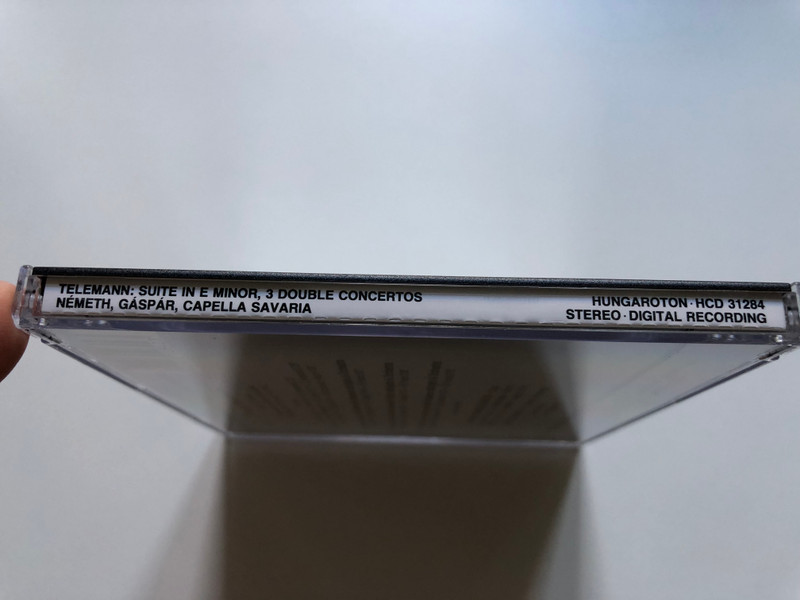 TELEMANN: SUITE IN E MINOR, 3 DOUBLE CONCERTOS
NÉMETH, GÁSPÁR, CAPELLA SAVARIA
HUNGAROTON · HCD 31284
STEREO · DIGITAL RECORDING